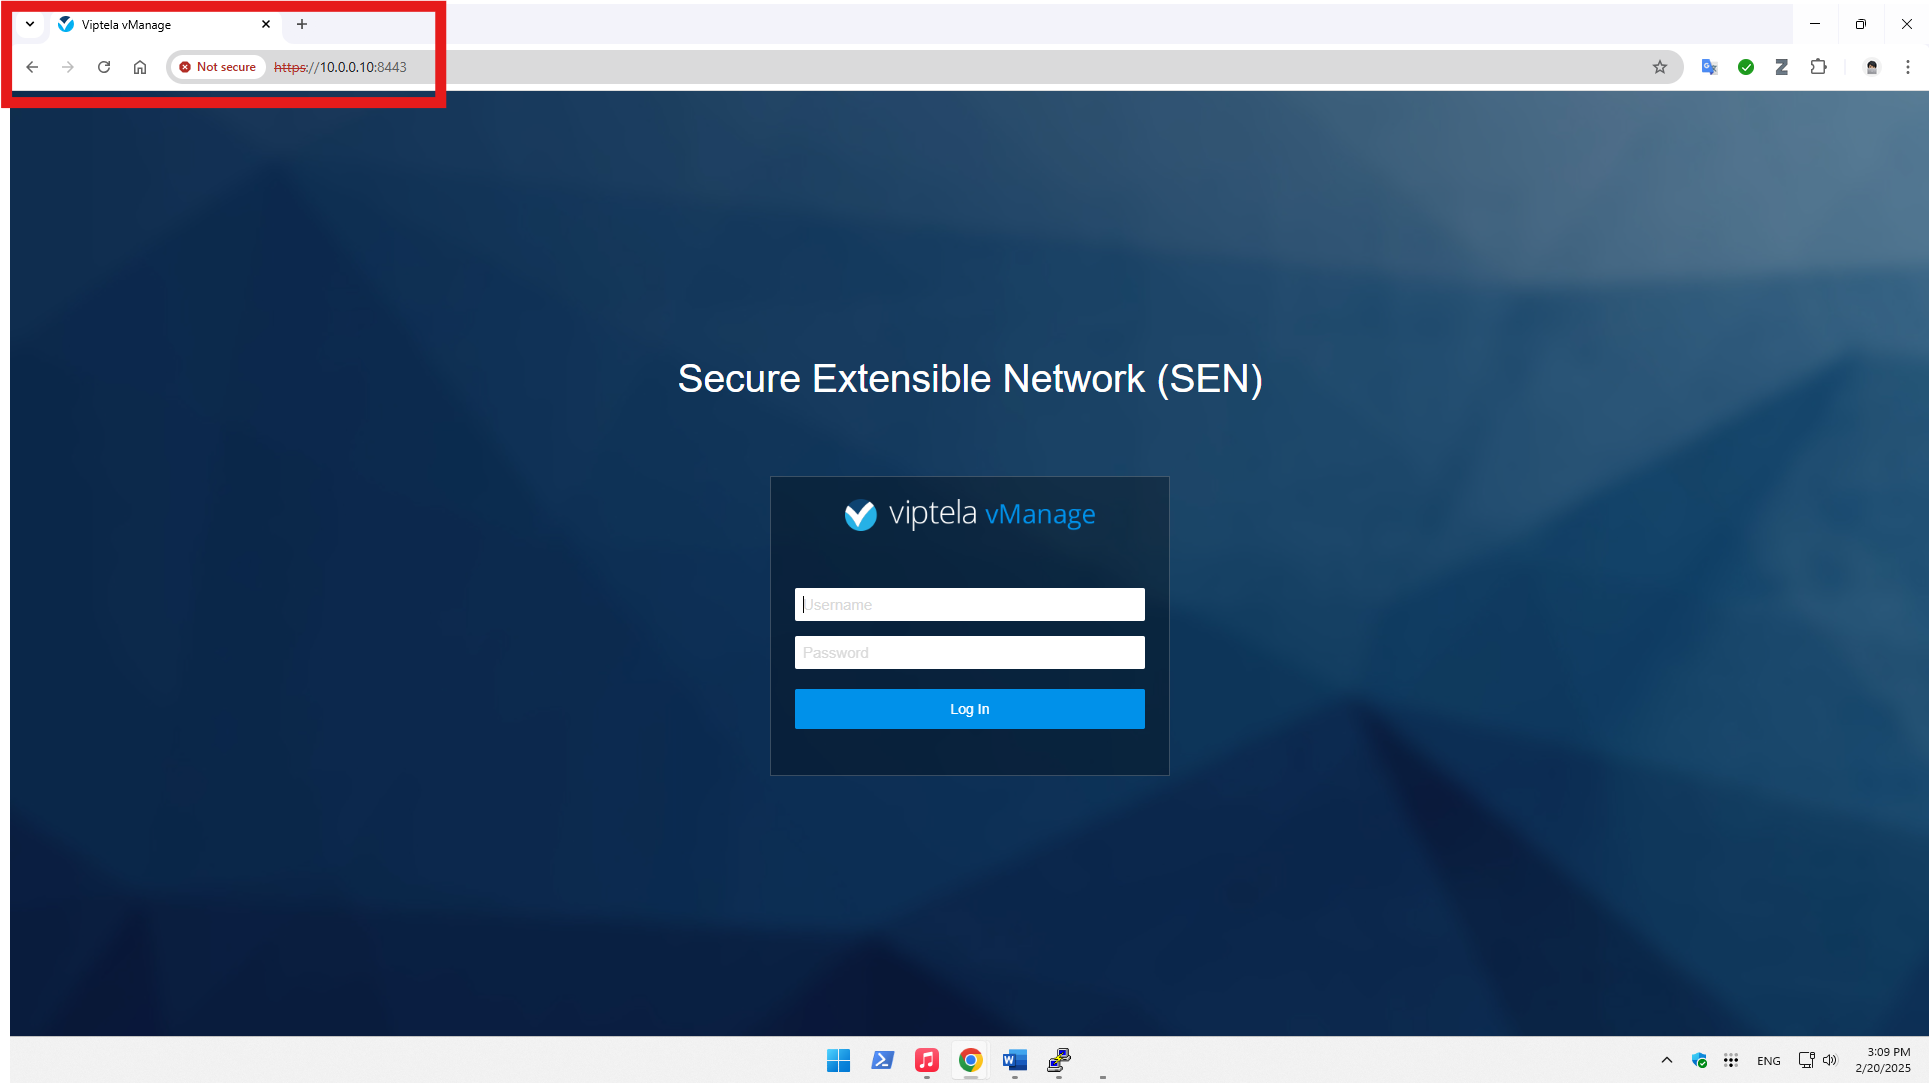 Viptela vManage
Not secure https://10.0.0.10:8443
Secure Extensible Network (SEN)
viptela vManage
Username
Password
Log In
ENG
3:09 PM
2/20/2025